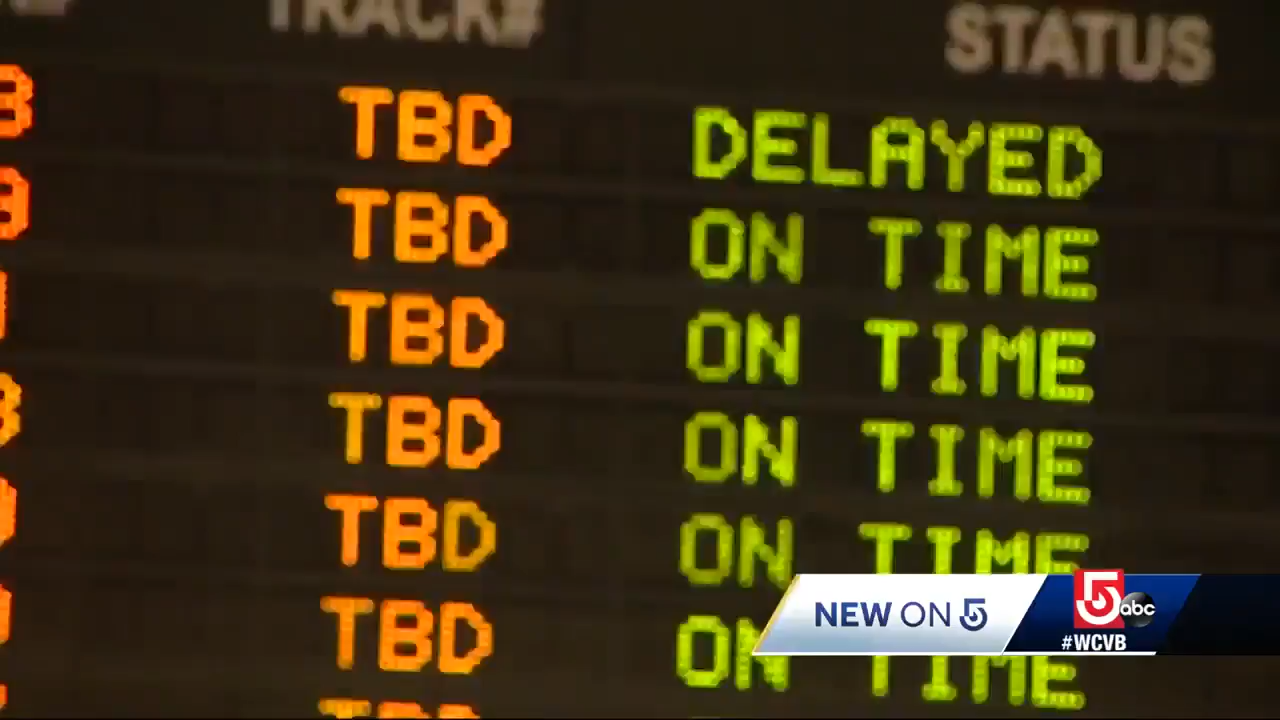 TRACK# STATUS
TBD DELAYED
TBD ON TIME
TBD ON TIME
TBD ON TIME
TBD ON TIME
TBD ON TIME
TBD
NEW ON 5
5 abc
#WCVB